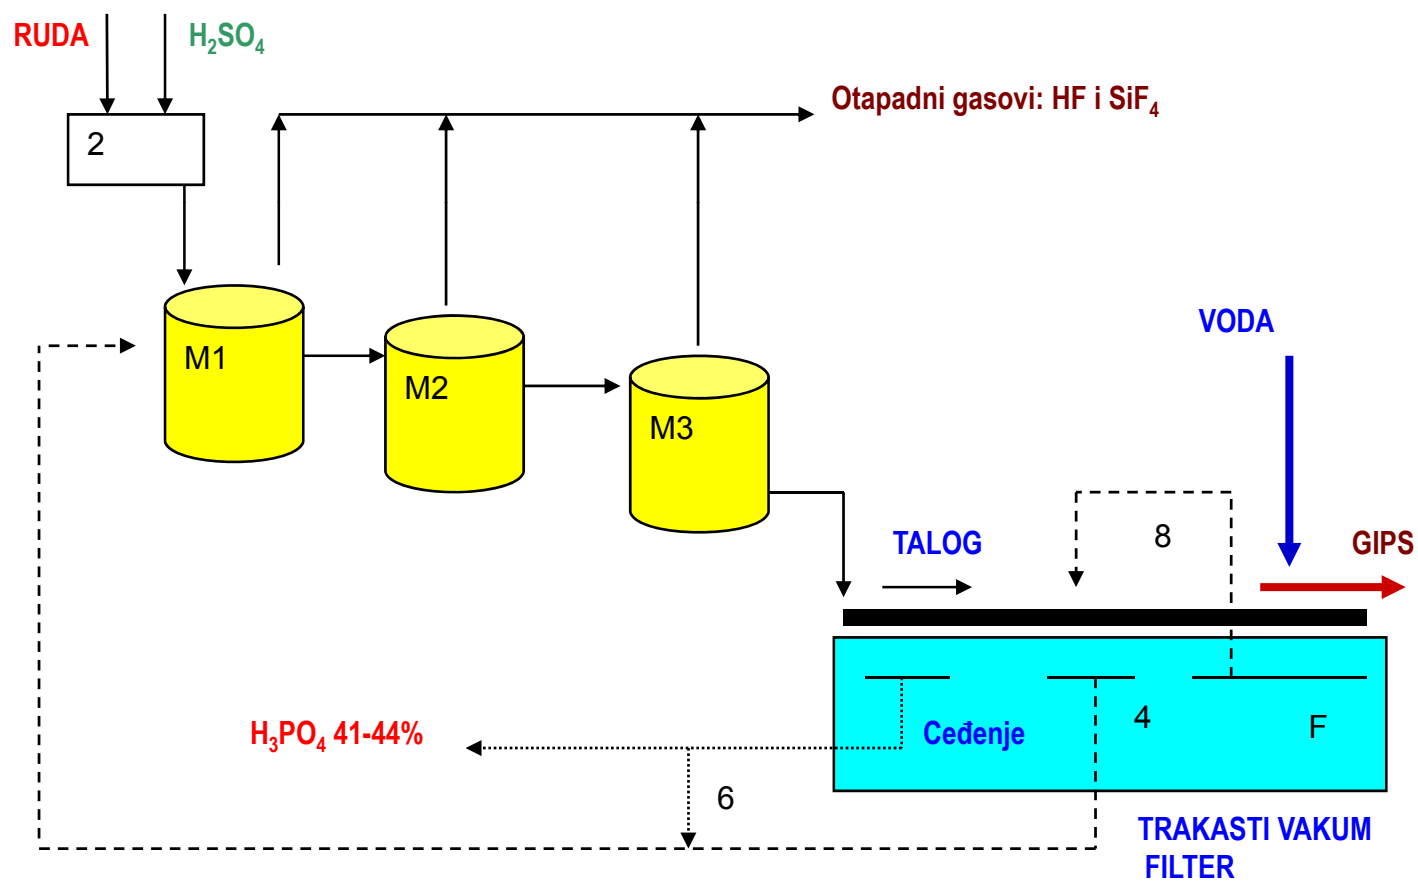 RUDA
H₂SO₄
Otapadni gasovi: HF i SiF₄
2
M1
M2
M3
VODA
TALOG
8
GIPS
H₃PO₄ 41-44%
Ceđenje
4
F
6
TRAKASTI VAKUM
FILTER